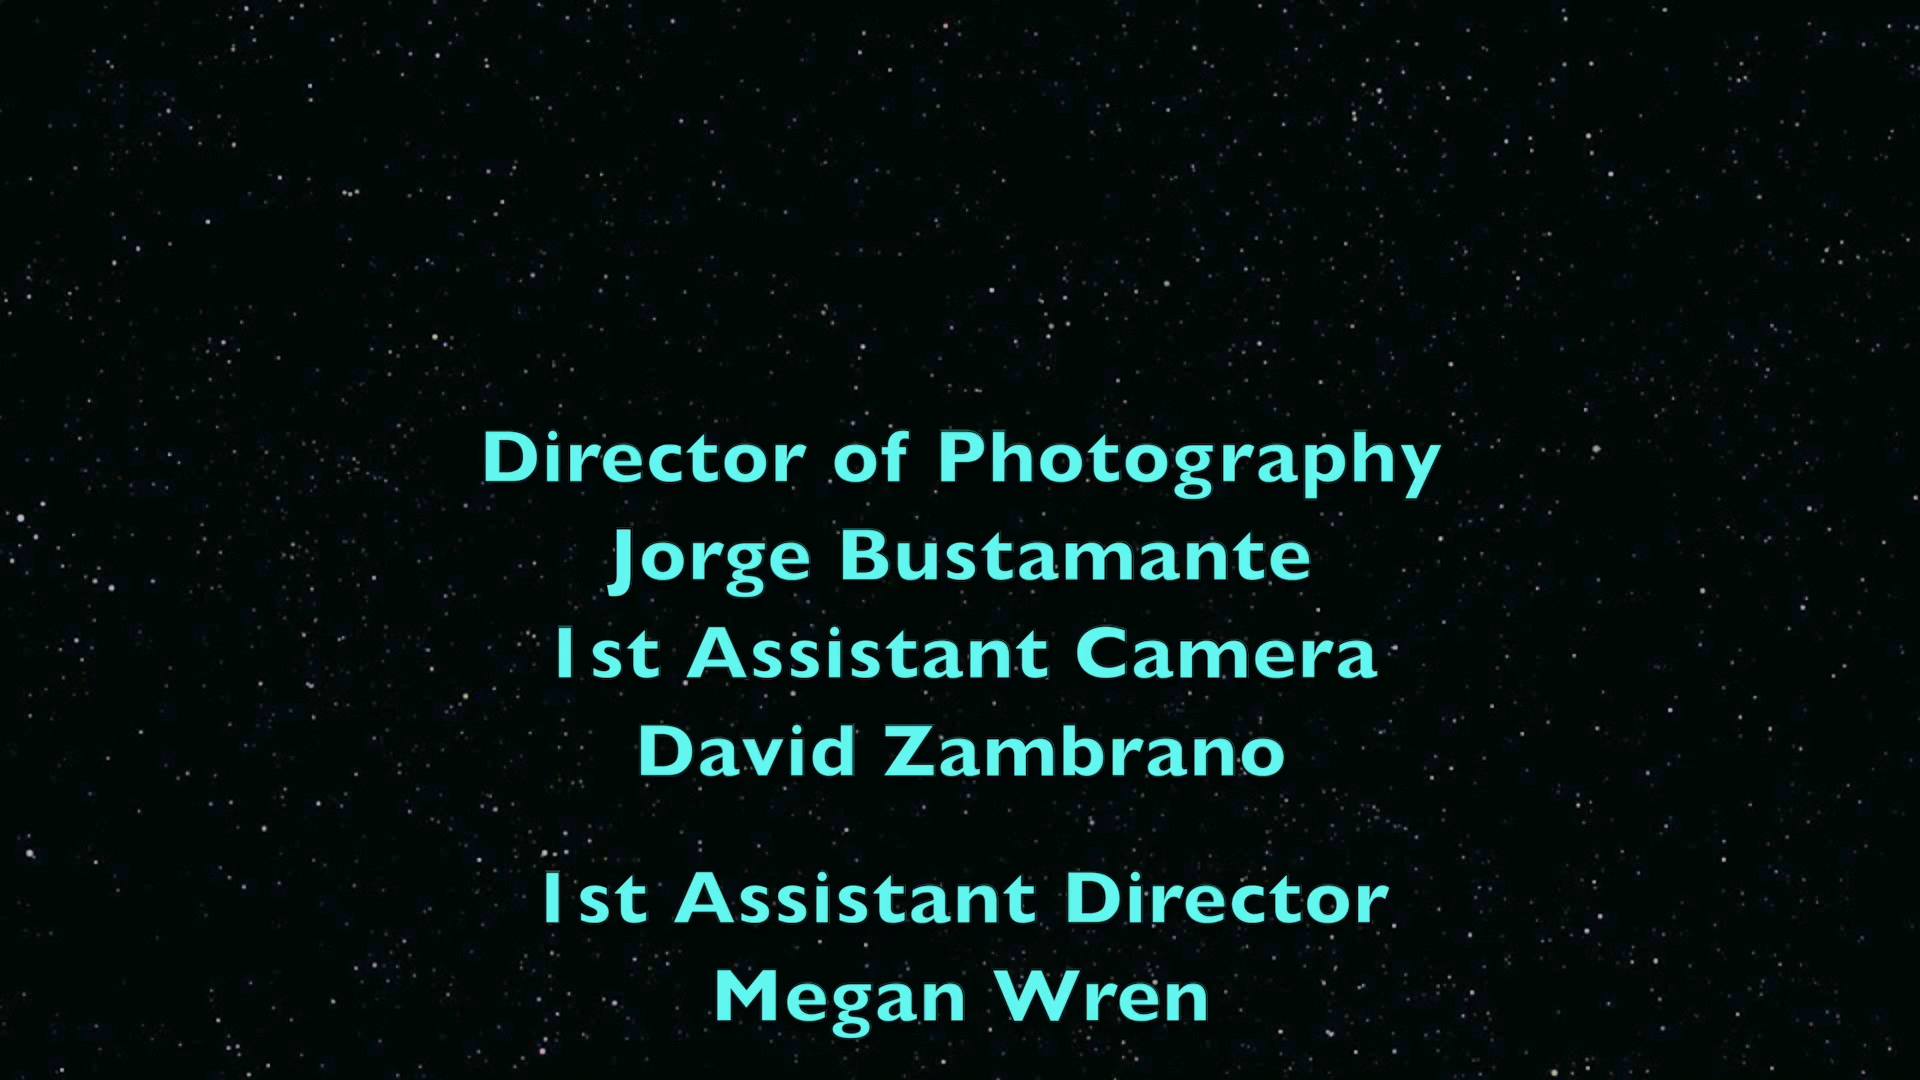 Director of Photography
Jorge Bustamante
1st Assistant Camera
David Zambrano
1st Assistant Director
Megan Wren